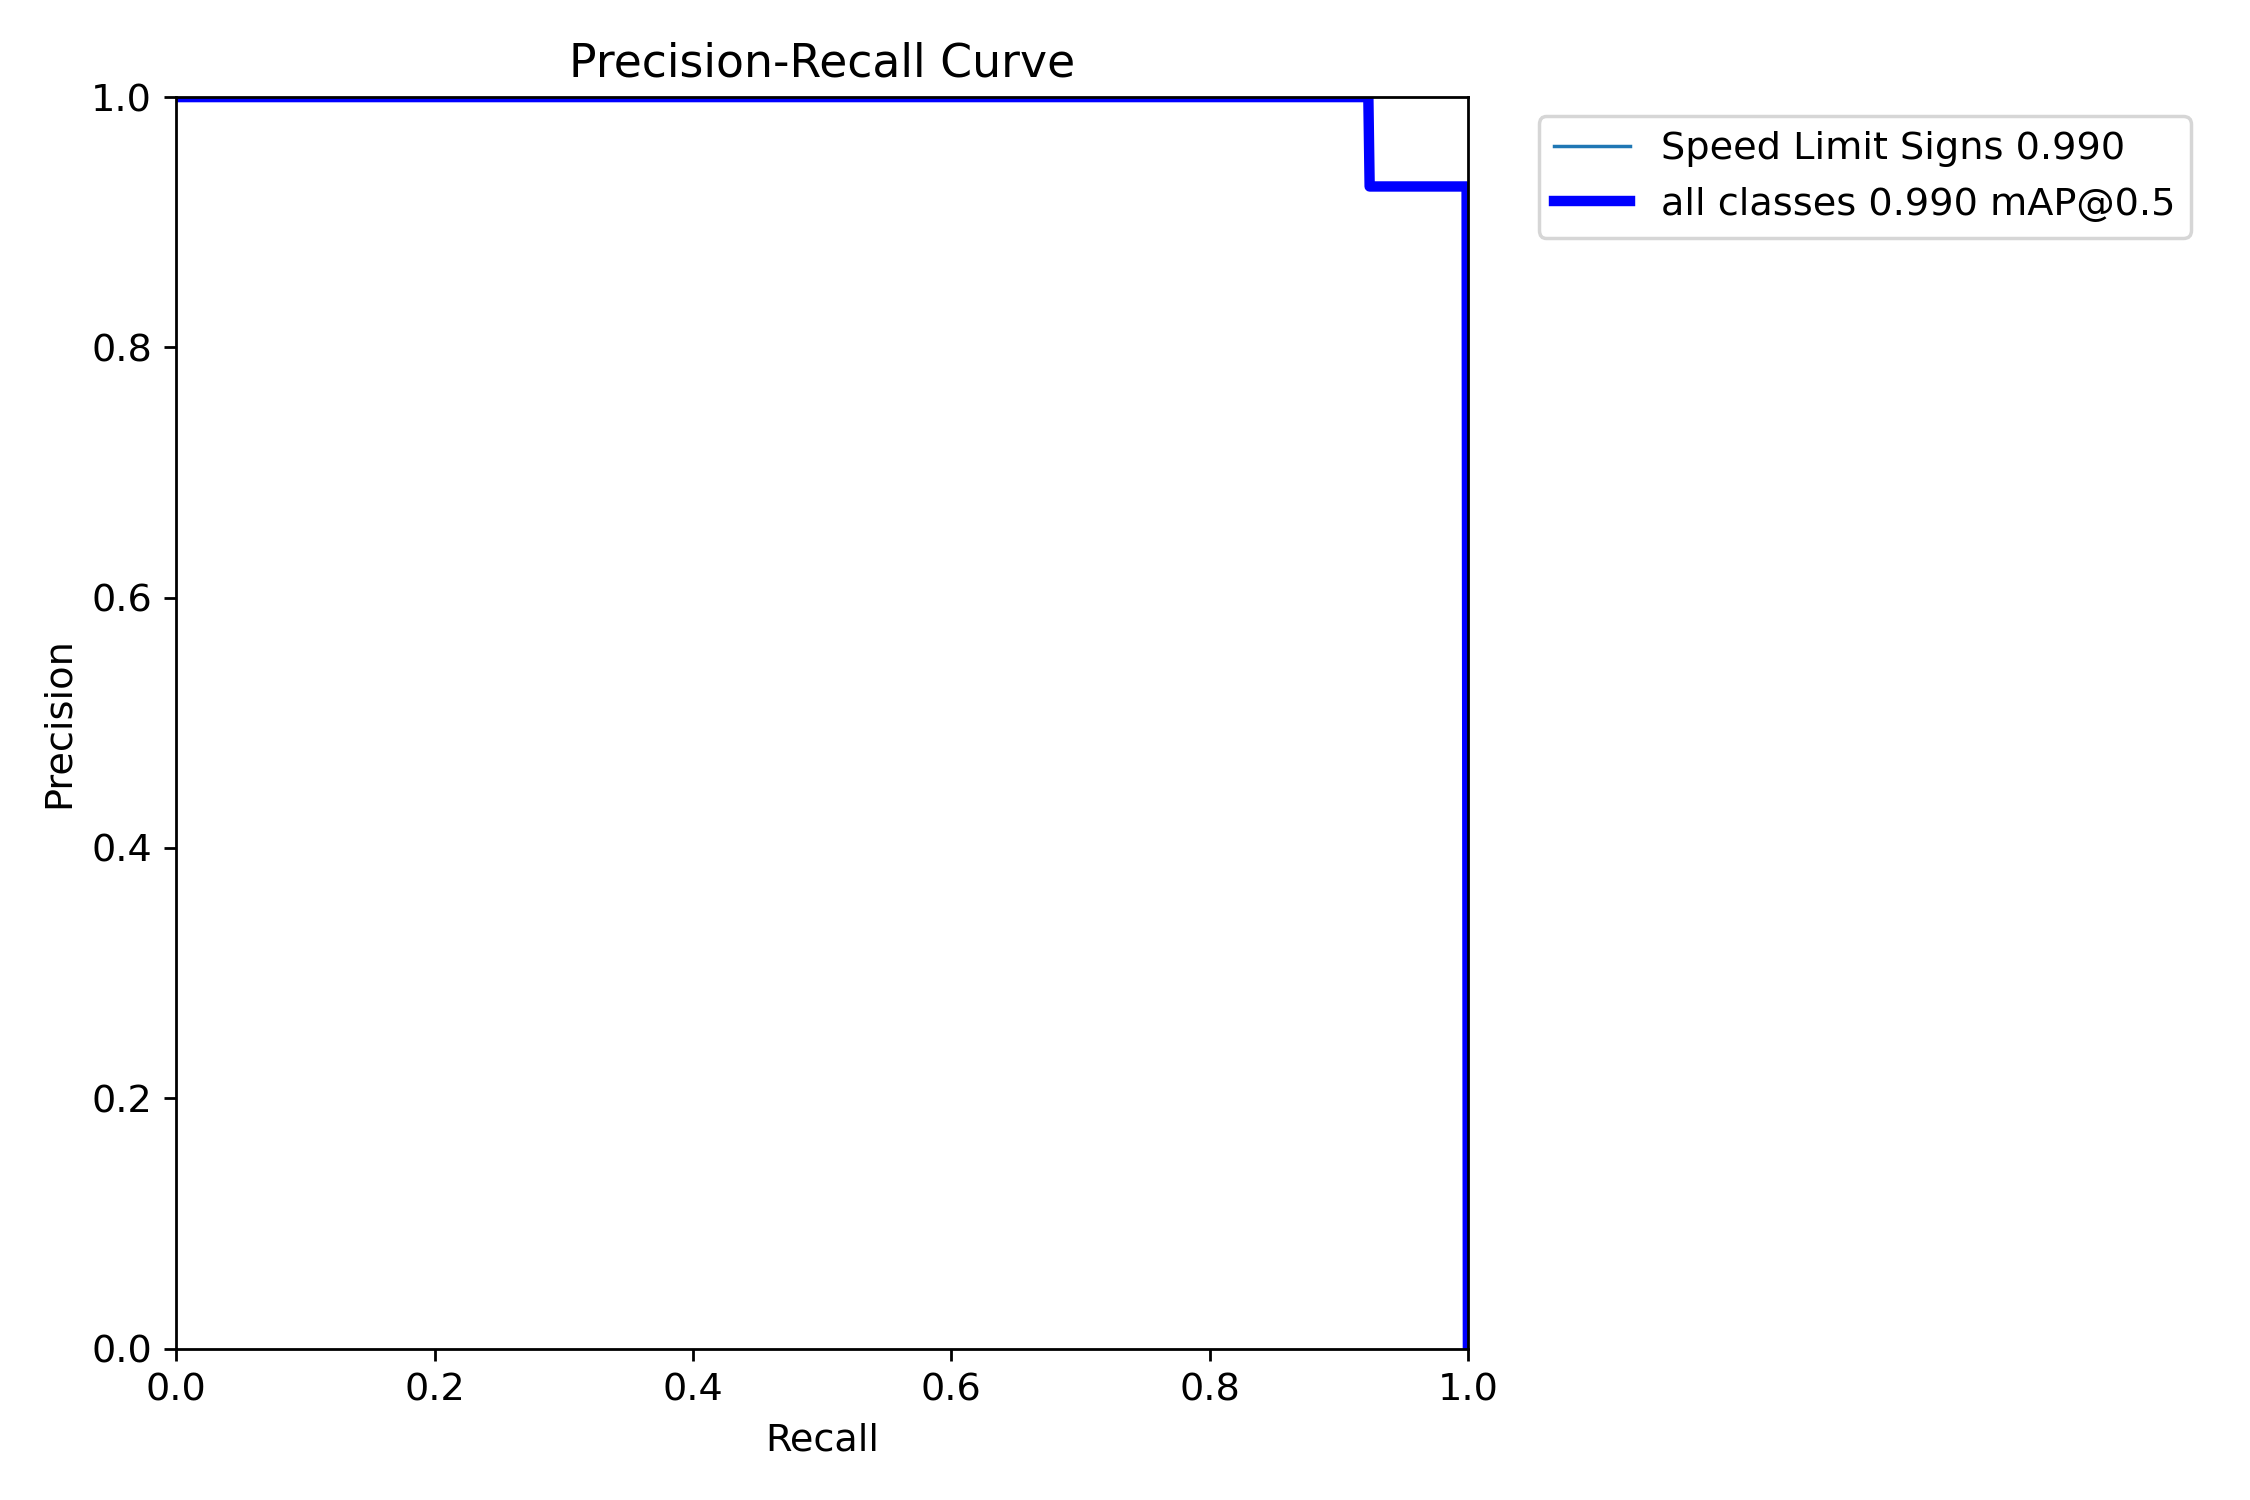 Precision-Recall Curve
1.0
0.8
0.6
0.4
0.2
0.0
Precision
0.0 0.2 0.4 0.6 0.8 1.0
Recall
Speed Limit Signs 0.990
all classes 0.990 mAP@0.5